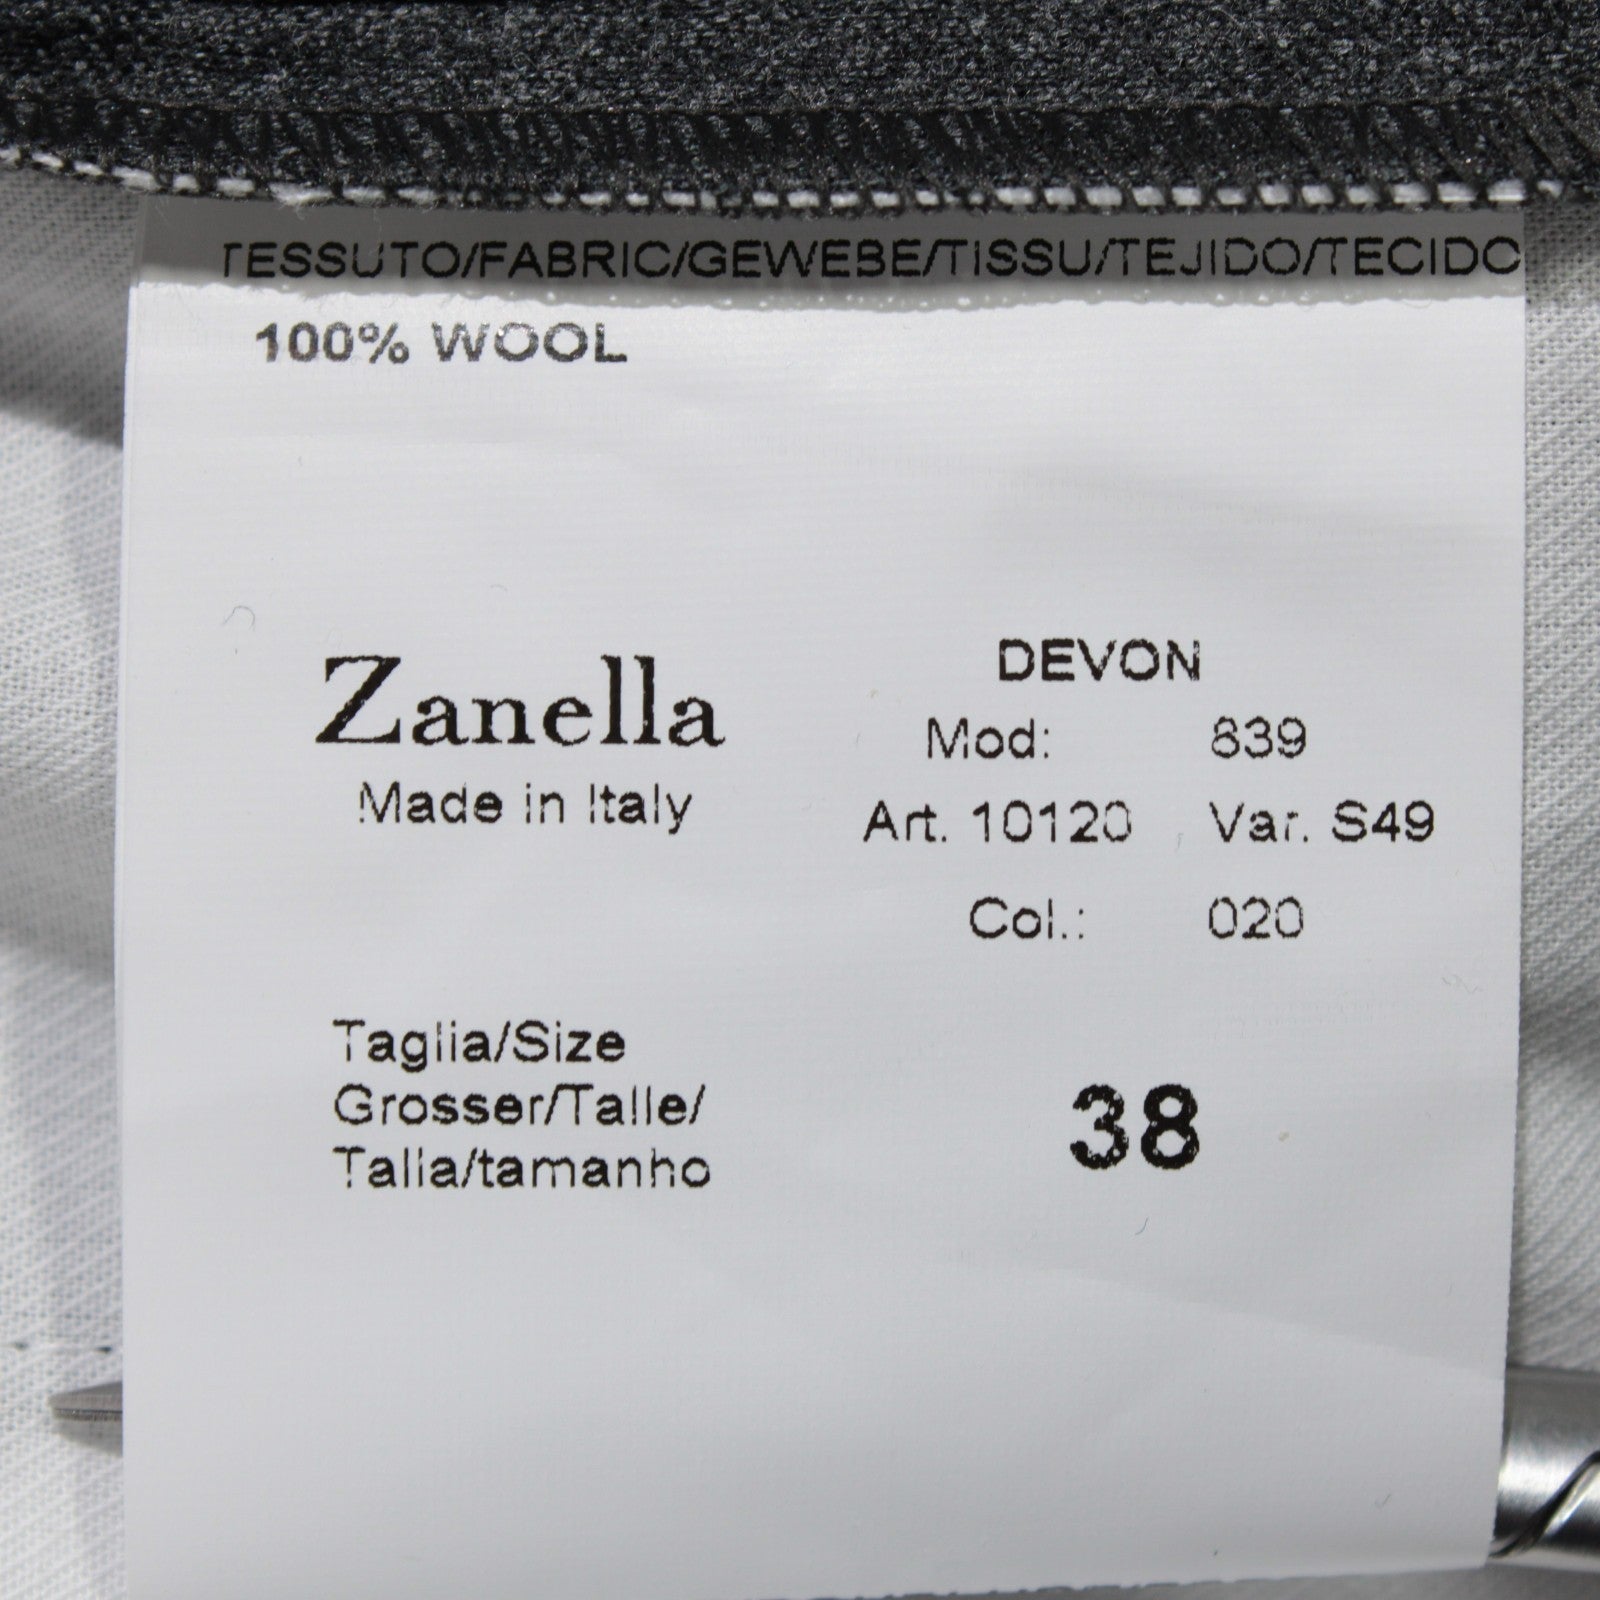 TESSUTO/FABRIC/GEWEBE/TISSU/TEJIDO/TECIDO
100% WOOL
Zanella
Made in Italy
DEVON
Mod: 839
Art. 10120 Var. S49
Col.: 020
Taglia/Size
Grosser/Talle/
Talla/tamanho
38